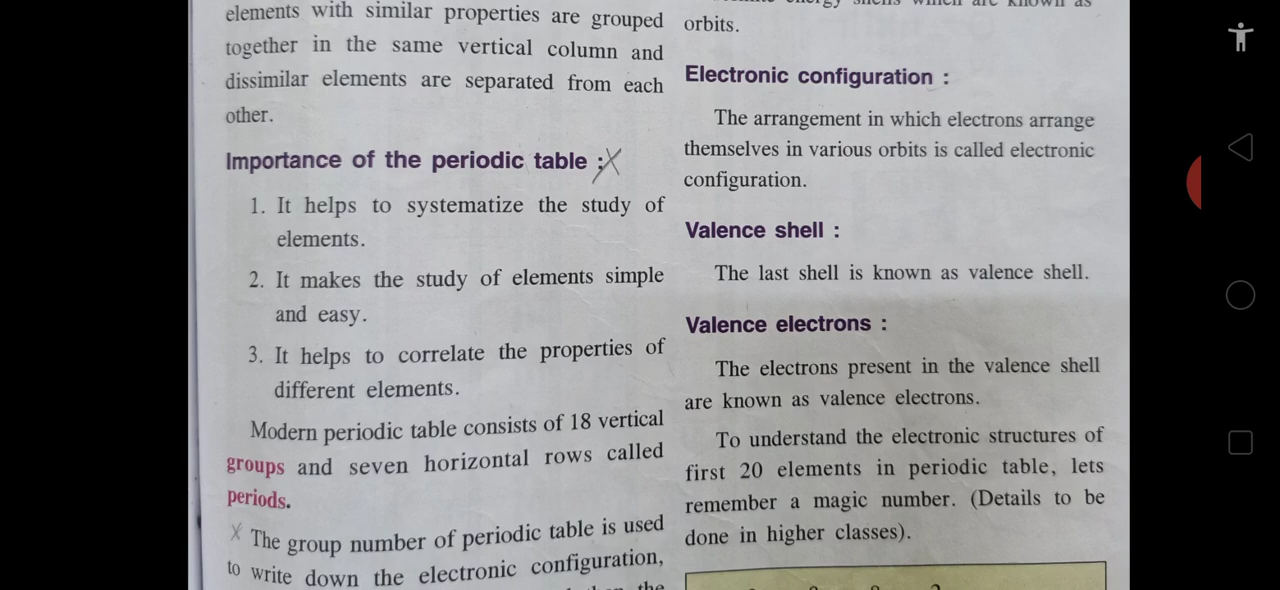 elements with similar properties are grouped
together in the same vertical column and
dissimilar elements are separated from each
other.
Importance of the periodic table :
1. It helps to systematize the study of
elements.
2. It makes the study of elements simple
and easy.
3. It helps to correlate the properties of
different elements.
Modern periodic table consists of 18 vertical
groups and seven horizontal rows called
periods.
The group number of periodic table is used
to write down the electronic configuration,
the
energy shells which are known as
orbits.
Electronic configuration :
The arrangement in which electrons arrange
themselves in various orbits is called electronic
configuration.
Valence shell :
The last shell is known as valence shell.
Valence electrons :
The electrons present in the valence shell
are known as valence electrons.
To understand the electronic structures of
first 20 elements in periodic table, lets
remember a magic number. (Details to be
done in higher classes).